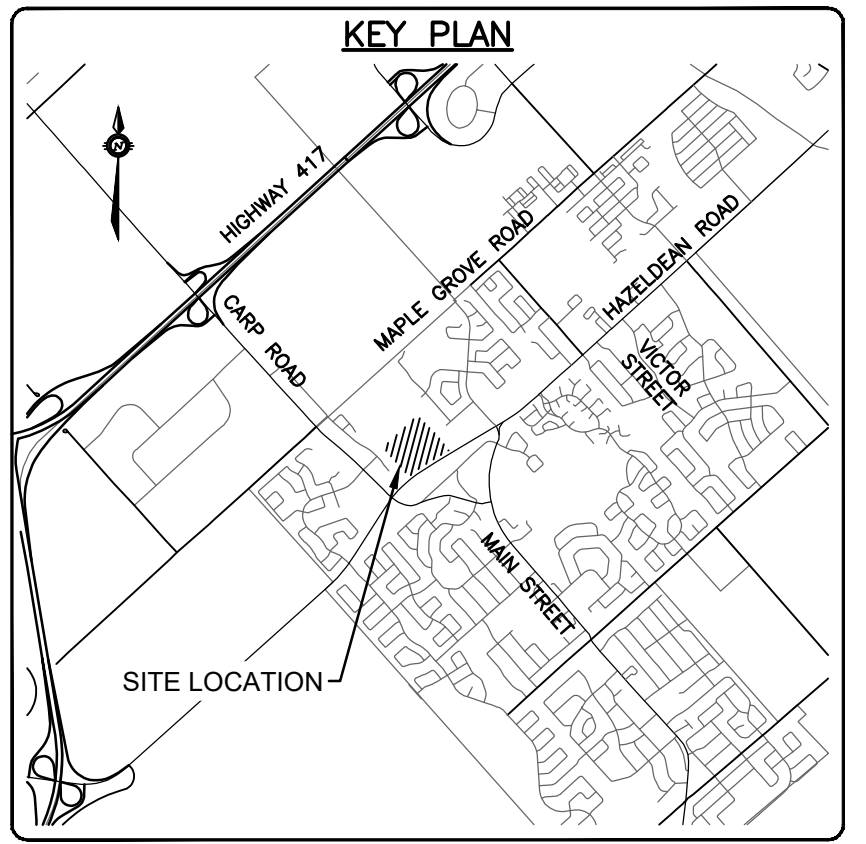 KEY PLAN
N
HIGHWAY 417
MAPLE GROVE ROAD
HAZELDEAN ROAD
CARP ROAD
VICTOR
STREET
MAIN STREET
SITE LOCATION